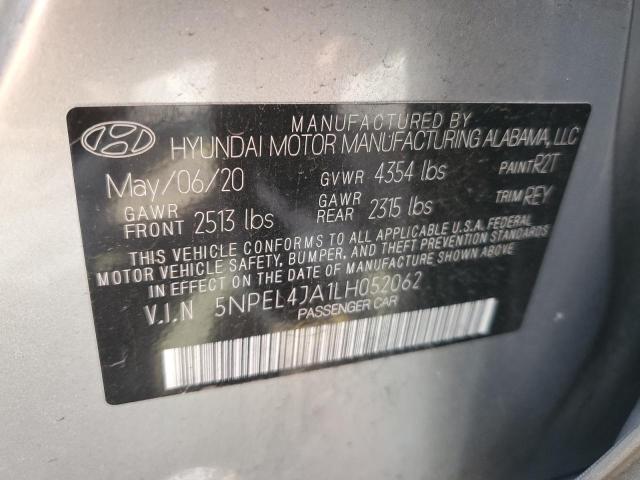 MANUFACTURED BY
HYUNDAI MOTOR MANUFACTURING ALABAMA, LLC
May/06/20 GVWR 4354 lbs PAINT R2T
GAWR FRONT 2513 lbs GAWR REAR 2315 lbs TRIM REY
THIS VEHICLE CONFORMS TO ALL APPLICABLE U.S.A. FEDERAL
MOTOR VEHICLE SAFETY, BUMPER, AND THEFT PREVENTION STANDARDS
IN EFFECT ON THE DATE OF MANUFACTURE SHOWN ABOVE.
V.I.N 5NPEL4JA1LH052062
PASSENGER CAR